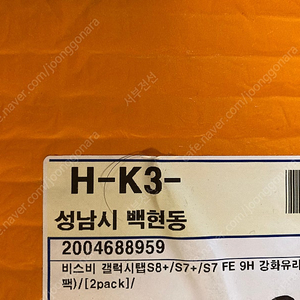 H-K3-
성남시 백현동
2004688959
비스비 갤럭시탭S8+/S7+/S7 FE 9H 강화유리
팩)/[2pack]/